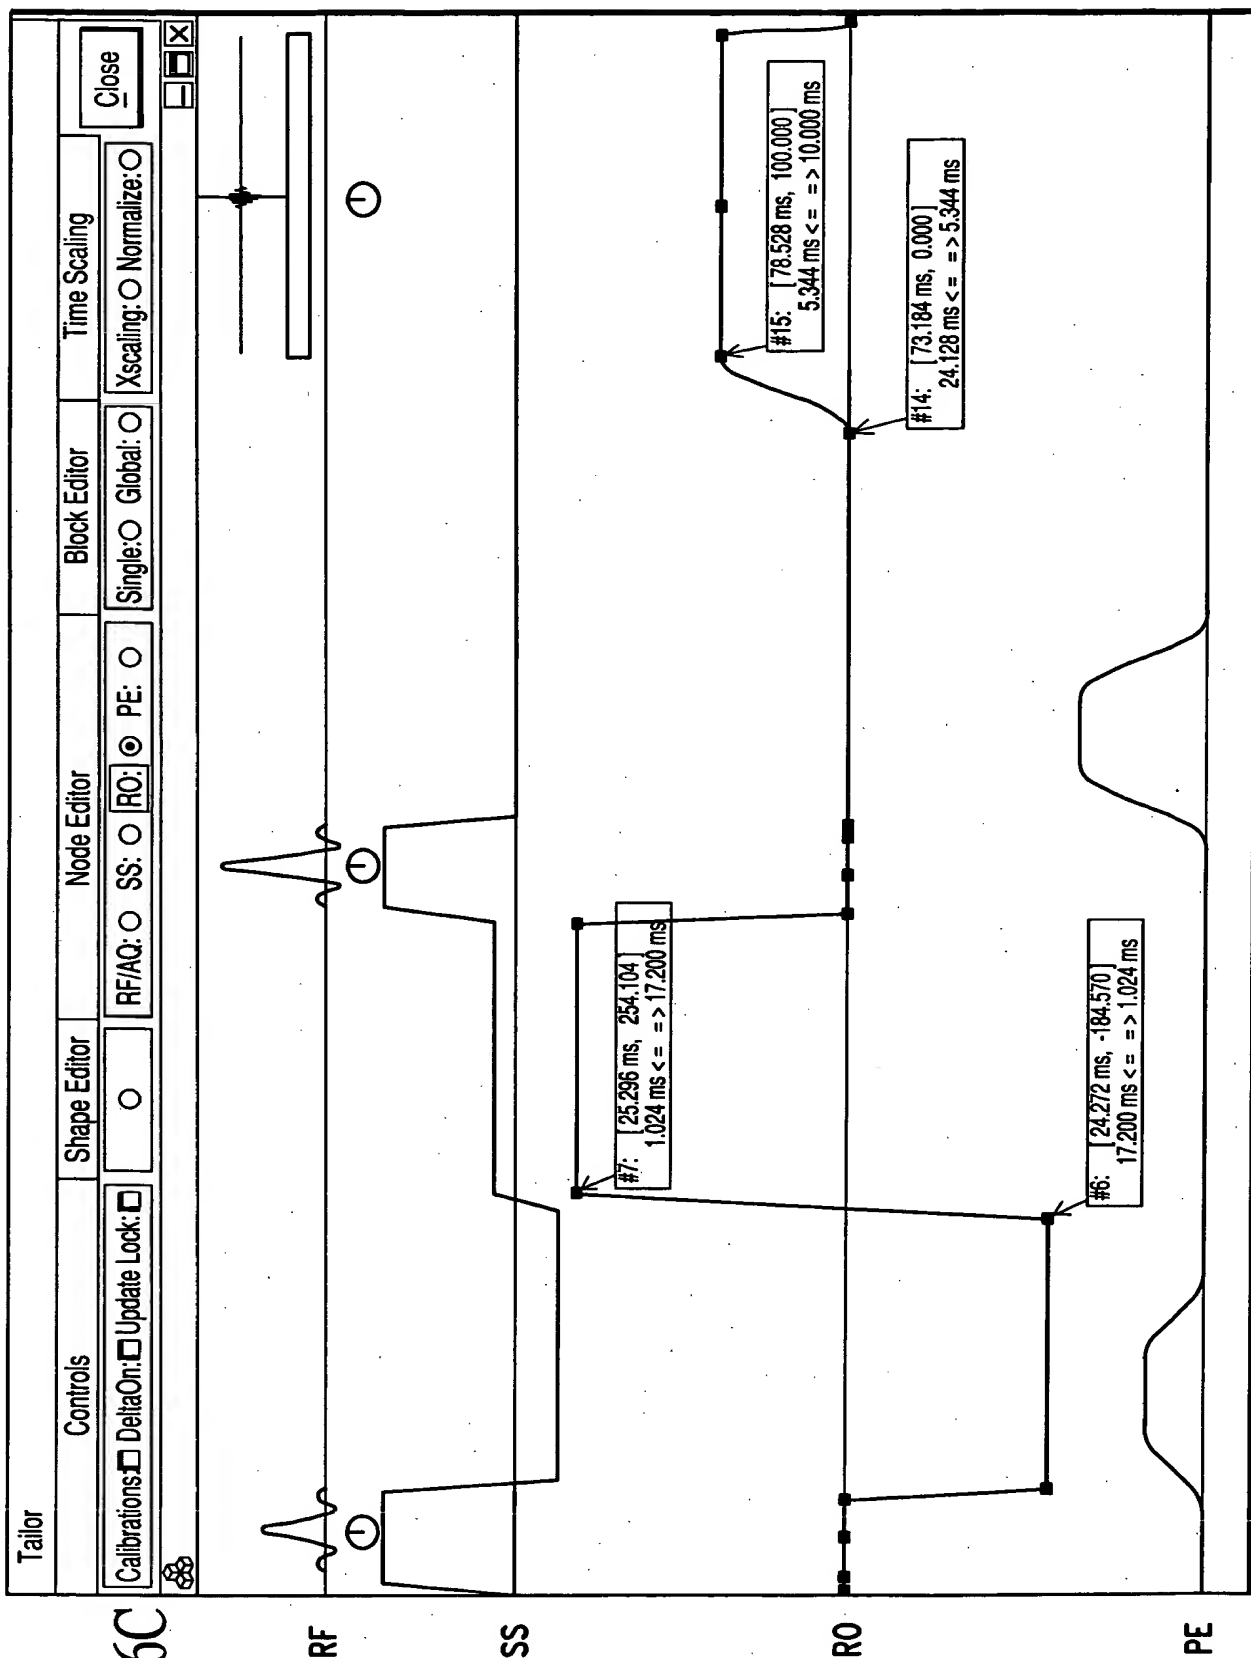 6C
Tailor
Controls
Shape Editor
Node Editor
Block Editor
Time Scaling
Close
Calibrations: DeltaOn: Update Lock:
RF/AQ: SS: RO: PE:
Single: Global:
Xscaling: Normalize:
RF
SS
#7: [25.296 ms, 254.104]
1.024 ms < = = > 17.200 ms
#15: [78.528 ms, 100.000]
5.344 ms < = = > 10.000 ms
RO
#14: [73.184 ms, 0.000]
24.128 ms < = = > 5.344 ms
#6: [24.272 ms, -184.570]
17.200 ms < = = > 1.024 ms
PE